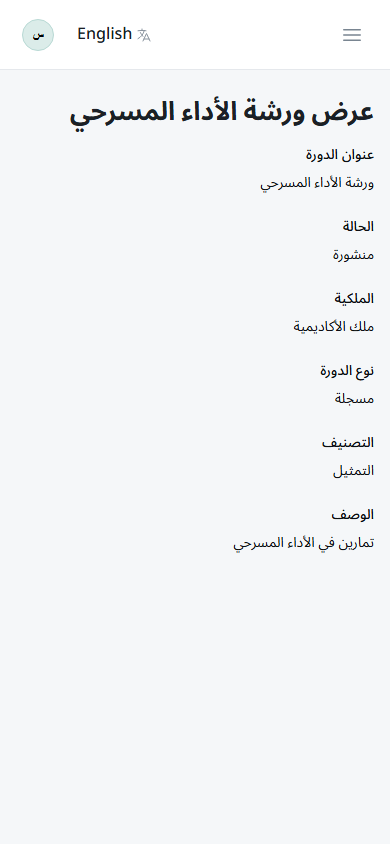 س
English
عرض ورشة الأداء المسرحي
عنوان الدورة
ورشة الأداء المسرحي
الحالة
منشورة
الملكية
ملك الأكاديمية
نوع الدورة
مسجلة
التصنيف
التمثيل
الوصف
تمارين في الأداء المسرحي